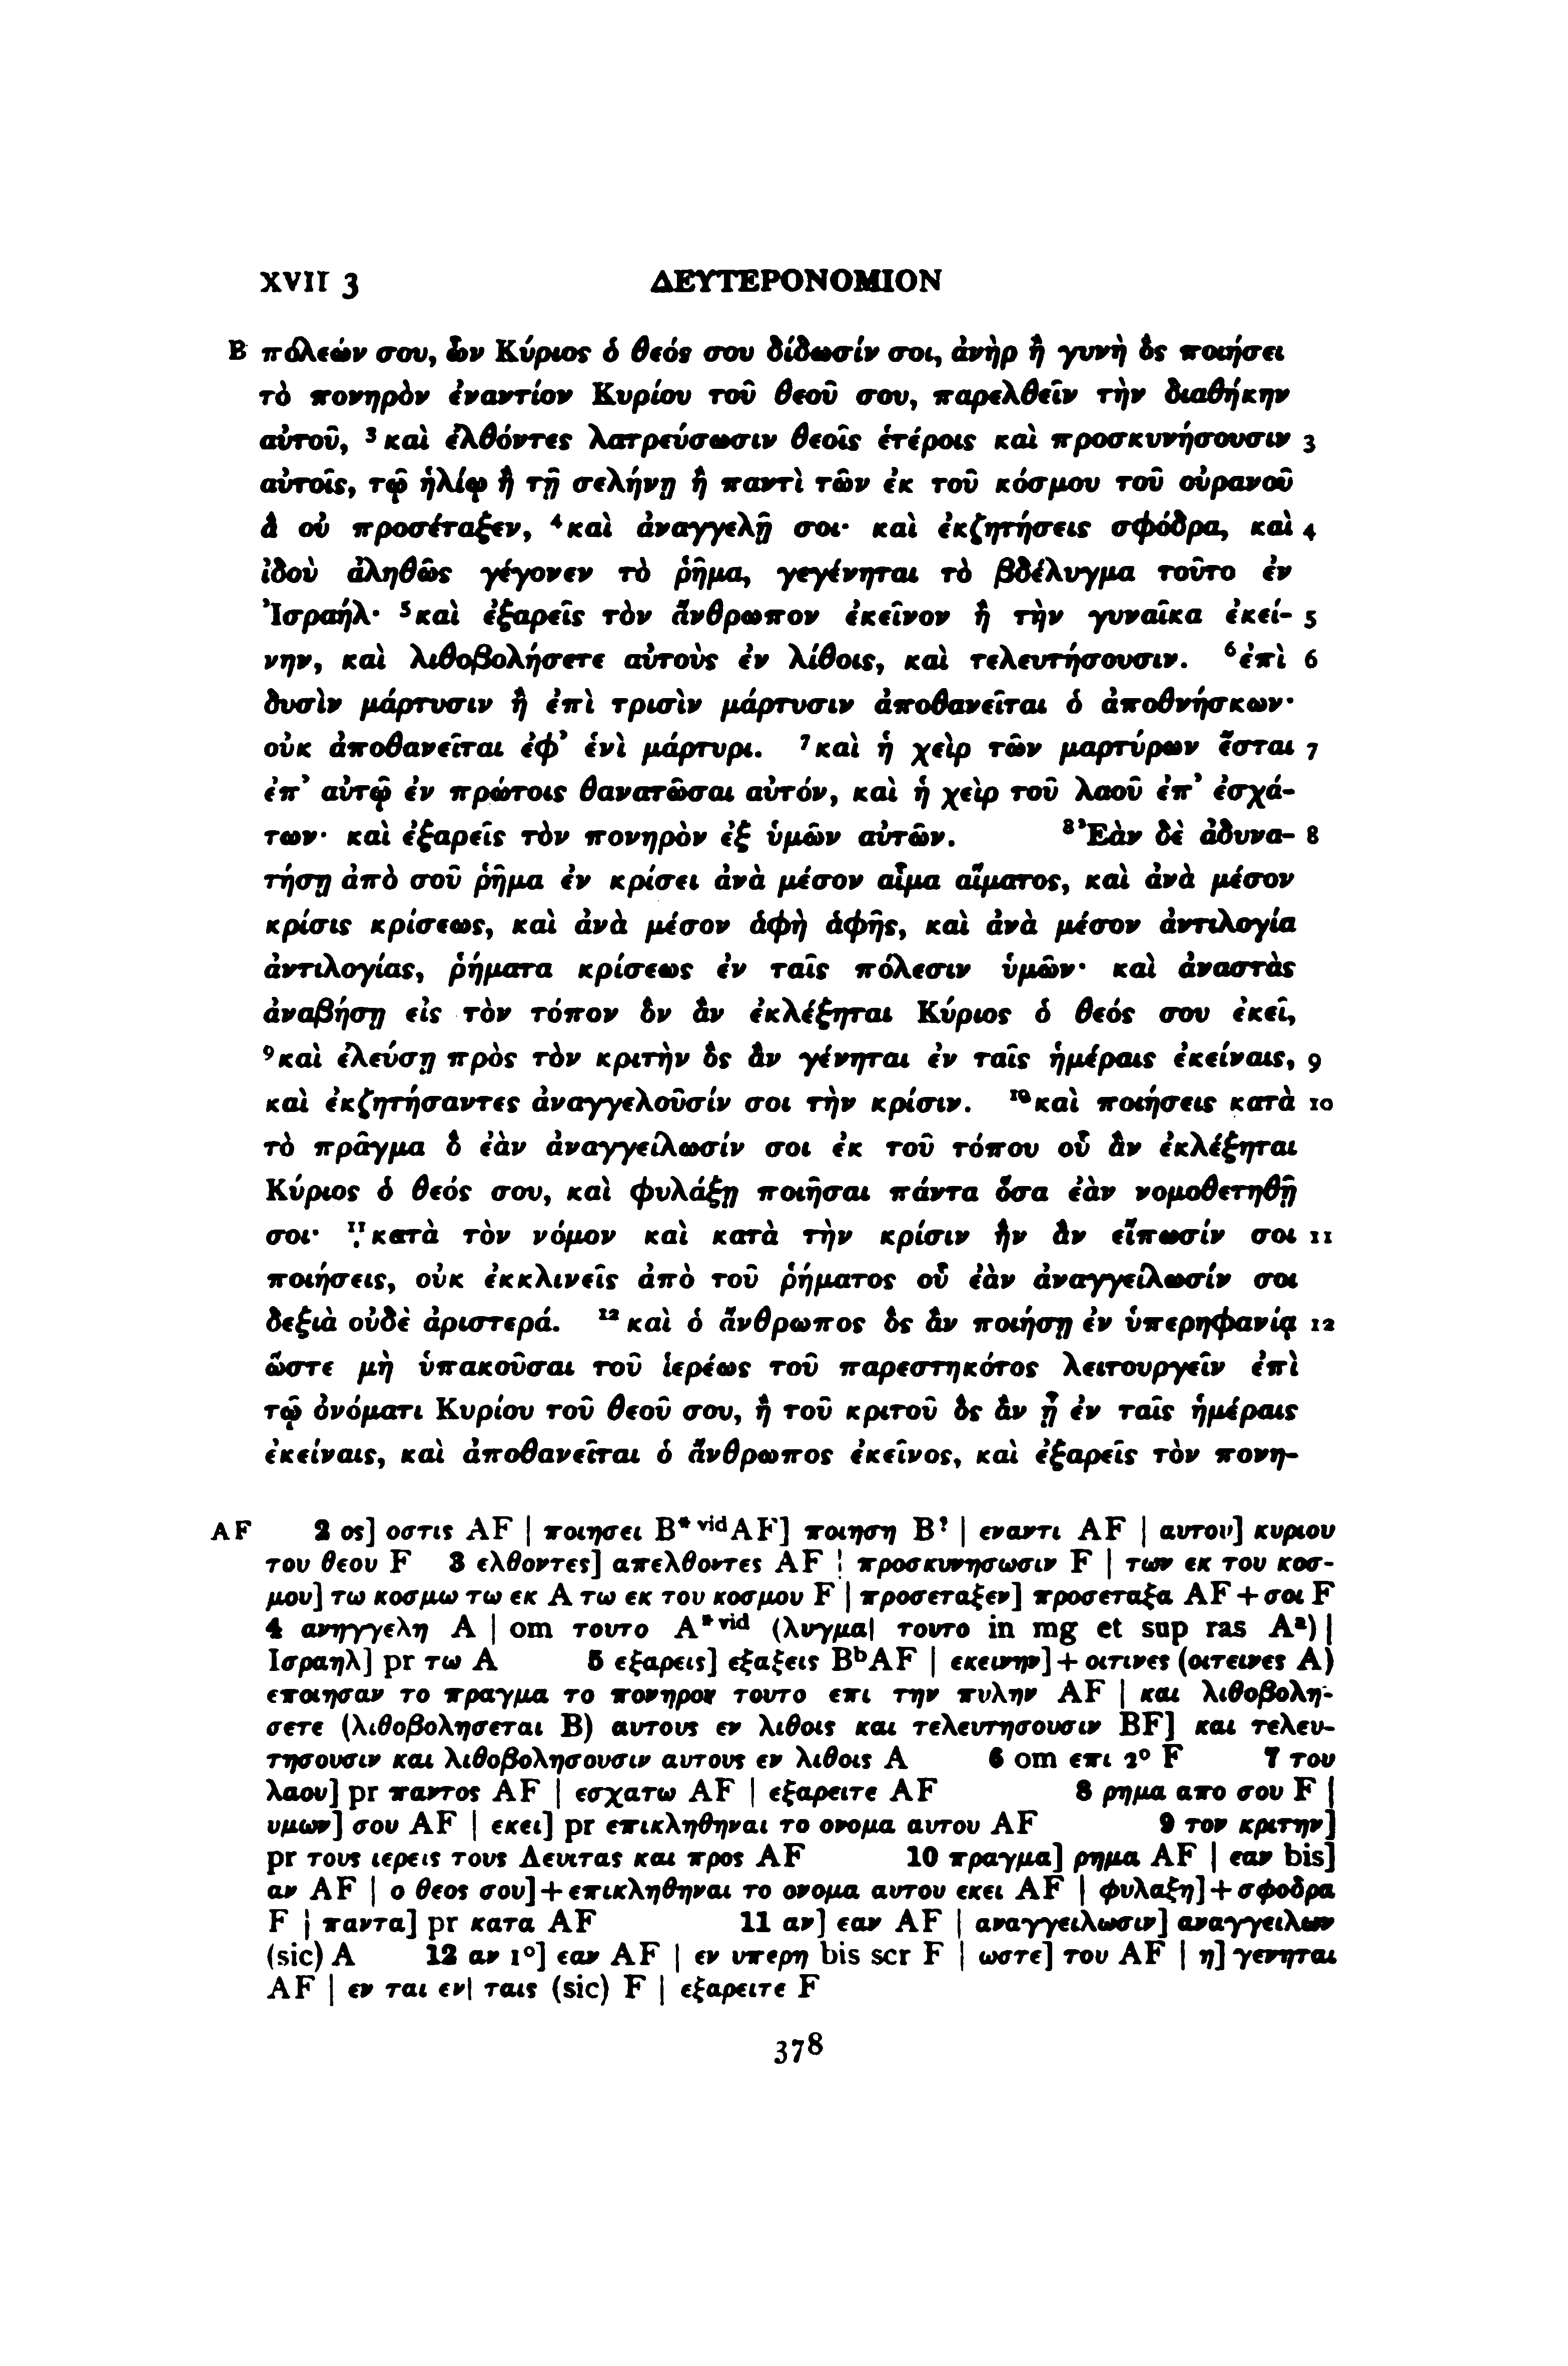 XVII 3 ΔΕΥΤΕΡΟΝΟΜΙΟΝ
B πόλεών σου, ὧν Κύριος ὁ θεός σου δίδωσίν σοι, ἀνὴρ ἢ γυνὴ ὃς ποιήσει
τὸ πονηρὸν ἐναντίον Κυρίου τοῦ θεοῦ σου, παρελθεῖν τὴν διαθήκην
αὐτοῦ, ³καὶ ἐλθόντες λατρεύσωσιν θεοῖς ἑτέροις καὶ προσκυνήσουσιν 3
αὐτοῖς, τῷ ἡλίῳ ἢ τῇ σελήνῃ ἢ παντὶ τῶν ἐκ τοῦ κόσμου τοῦ οὐρανοῦ
ἃ οὐ προσέταξεν, ⁴καὶ ἀναγγελῇ σοι· καὶ ἐκζητήσεις σφόδρα, καὶ 4
ἰδοὺ ἀληθῶς γέγονεν τὸ ῥῆμα, γεγένηται τὸ βδέλυγμα τοῦτο ἐν
Ἰσραήλ· ⁵καὶ ἐξαρεῖς τὸν ἄνθρωπον ἐκεῖνον ἢ τὴν γυναῖκα ἐκεί- 5
νην, καὶ λιθοβολήσετε αὐτοὺς ἐν λίθοις, καὶ τελευτήσουσιν. ⁶ἐπὶ 6
δυσὶν μάρτυσιν ἢ ἐπὶ τρισὶν μάρτυσιν ἀποθανεῖται ὁ ἀποθνήσκων·
οὐκ ἀποθανεῖται ἐφ᾽ ἑνὶ μάρτυρι. ⁷καὶ ἡ χεὶρ τῶν μαρτύρων ἔσται 7
ἐπ᾽ αὐτῷ ἐν πρώτοις θανατῶσαι αὐτόν, καὶ ἡ χεὶρ τοῦ λαοῦ ἐπ᾽ ἐσχά-
των· καὶ ἐξαρεῖς τὸν πονηρὸν ἐξ ὑμῶν αὐτῶν. ⁸Ἐὰν δὲ ἀδυνα- 8
τήσῃ ἀπὸ σοῦ ῥῆμα ἐν κρίσει ἀνὰ μέσον αἷμα αἵματος, καὶ ἀνὰ μέσον
κρίσις κρίσεως, καὶ ἀνὰ μέσον ἁφὴ ἁφῆς, καὶ ἀνὰ μέσον ἀντιλογία
ἀντιλογίας, ῥήματα κρίσεως ἐν ταῖς πόλεσιν ὑμῶν· καὶ ἀναστὰς
ἀναβήσῃ εἰς τὸν τόπον ὃν ἂν ἐκλέξηται Κύριος ὁ θεός σου ἐκεῖ,
⁹καὶ ἐλεύσῃ πρὸς τὸν κριτὴν ὃς ἂν γένηται ἐν ταῖς ἡμέραις ἐκείναις, 9
καὶ ἐκζητήσαντες ἀναγγελοῦσίν σοι τὴν κρίσιν. ¹⁰καὶ ποιήσεις κατὰ 10
τὸ πρᾶγμα ὃ ἐὰν ἀναγγείλωσίν σοι ἐκ τοῦ τόπου οὗ ἂν ἐκλέξηται
Κύριος ὁ θεός σου, καὶ φυλάξῃ ποιῆσαι πάντα ὅσα ἐὰν νομοθετηθῇ
σοι· ¹¹κατὰ τὸν νόμον καὶ κατὰ τὴν κρίσιν ἣν ἂν εἴπωσίν σοι 11
ποιήσεις, οὐκ ἐκκλινεῖς ἀπὸ τοῦ ῥήματος οὗ ἐὰν ἀναγγείλωσίν σοι
δεξιὰ οὐδὲ ἀριστερά. ¹²καὶ ὁ ἄνθρωπος ὃς ἂν ποιήσῃ ἐν ὑπερηφανίᾳ 12
ὥστε μὴ ὑπακοῦσαι τοῦ ἱερέως τοῦ παρεστηκότος λειτουργεῖν ἐπὶ
τῷ ὀνόματι Κυρίου τοῦ θεοῦ σου, ἢ τοῦ κριτοῦ ὃς ἂν ᾖ ἐν ταῖς ἡμέραις
ἐκείναις, καὶ ἀποθανεῖται ὁ ἄνθρωπος ἐκεῖνος, καὶ ἐξαρεῖς τὸν πονη-
AF 2 ος] οστις AF | ποιησει B*ᵛⁱᵈAF] ποιηση B? | εναντι AF | αυτου] κυριου
του θεου F 3 ελθοντες] απελθοντες AF | προσκυνησωσιν F | των εκ του κοσ-
μου] τω κοσμω τω εκ A τω εκ του κοσμου F | προσεταξεν] προσεταξα AF + σοι F
4 ανηγγελη A | om τουτο A*ᵛⁱᵈ (λυγμα| τουτο in mg et sup ras Aᵃ) |
Ισραηλ] pr τω A 5 εξαρεις] εξαξεις BᵇAF | εκεινην] + οιτινες (οιτεινες A)
εποιησαν το πραγμα το πονηρον τουτο επι την πυλην AF | και λιθοβολη-
σετε (λιθοβολησεται B) αυτους εν λιθοις και τελευτησουσιν BF] και τελευ-
τησουσιν και λιθοβολησουσιν αυτους εν λιθοις A 6 om επι 2° F 7 του
λαου] pr παντος AF | εσχατω AF | εξαρειτε AF 8 ρημα απο σου F |
υμων] σου AF | εκει] pr επικληθηναι το ονομα αυτου AF 9 τον κριτην]
pr τους ιερεις τους Λευιτας και προς AF 10 πραγμα] ρημα AF | εαν bis]
αν AF | ο θεος σου] + επικληθηναι το ονομα αυτου εκει AF | φυλαξη] + σφοδρα
F | παντα] pr κατα AF 11 αν] εαν AF | αναγγειλωσιν] αναγγειλων
(sic) A 12 αν 1°] εαν AF | εν υπερη bis scr F | ωστε] του AF | η] γενηται
AF | εν ται εν| ταις (sic) F | εξαρειτε F
378